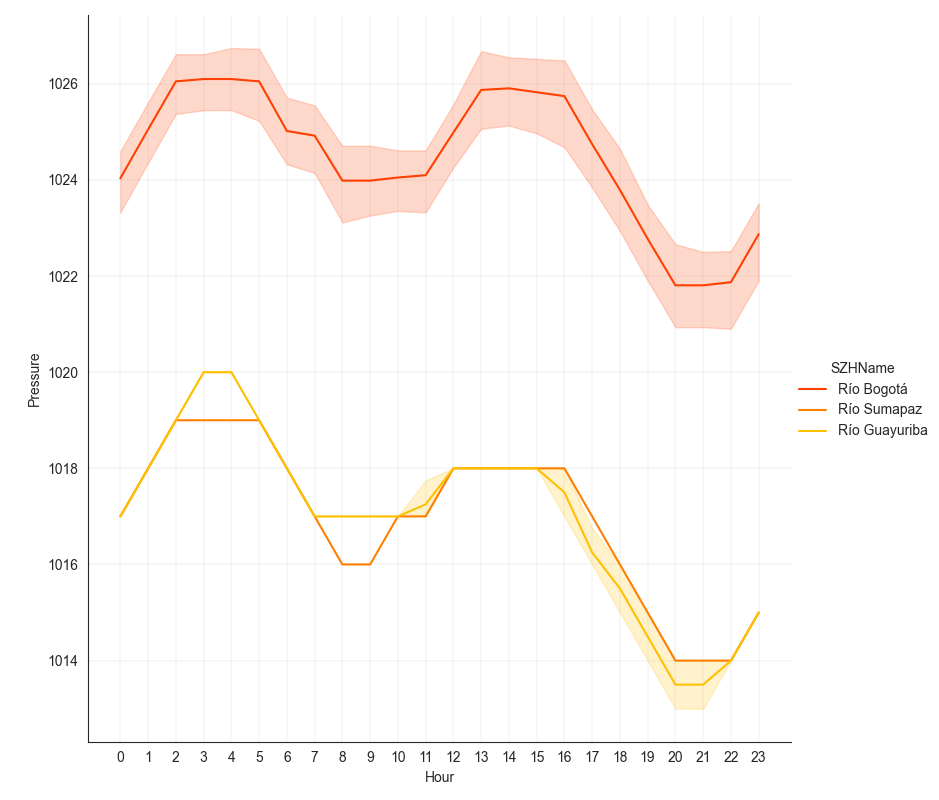 1026
1024
1022
1020
1018
1016
1014
Pressure
0 1 2 3 4 5 6 7 8 9 10 11 12 13 14 15 16 17 18 19 20 21 22 23
Hour
SZHName
Río Bogotá
Río Sumapaz
Río Guayuriba